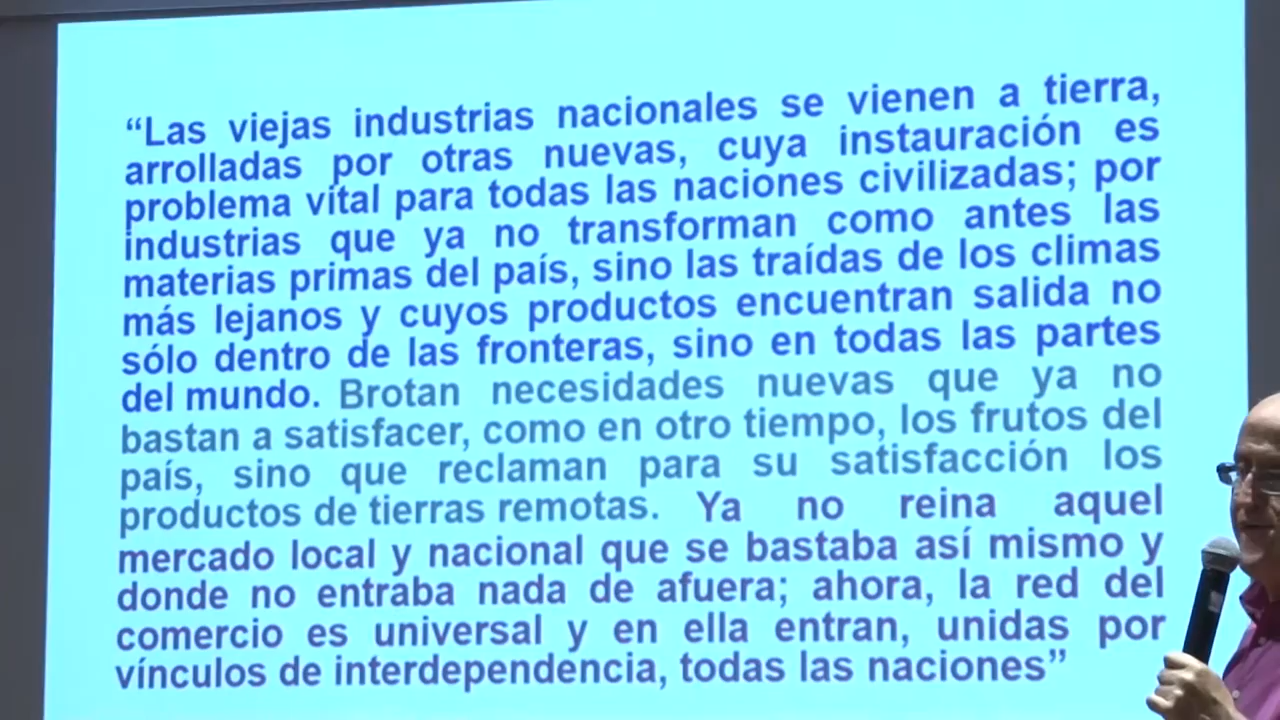 “Las viejas industrias nacionales se vienen a tierra,
arrolladas por otras nuevas, cuya instauración es
problema vital para todas las naciones civilizadas; por
industrias que ya no transforman como antes las
materias primas del país, sino las traídas de los climas
más lejanos y cuyos productos encuentran salida no
sólo dentro de las fronteras, sino en todas las partes
del mundo. Brotan necesidades nuevas que ya no
bastan a satisfacer, como en otro tiempo, los frutos del
país, sino que reclaman para su satisfacción los
productos de tierras remotas. Ya no reina aquel
mercado local y nacional que se bastaba así mismo y
donde no entraba nada de afuera; ahora, la red del
comercio es universal y en ella entran, unidas por
vínculos de interdependencia, todas las naciones”